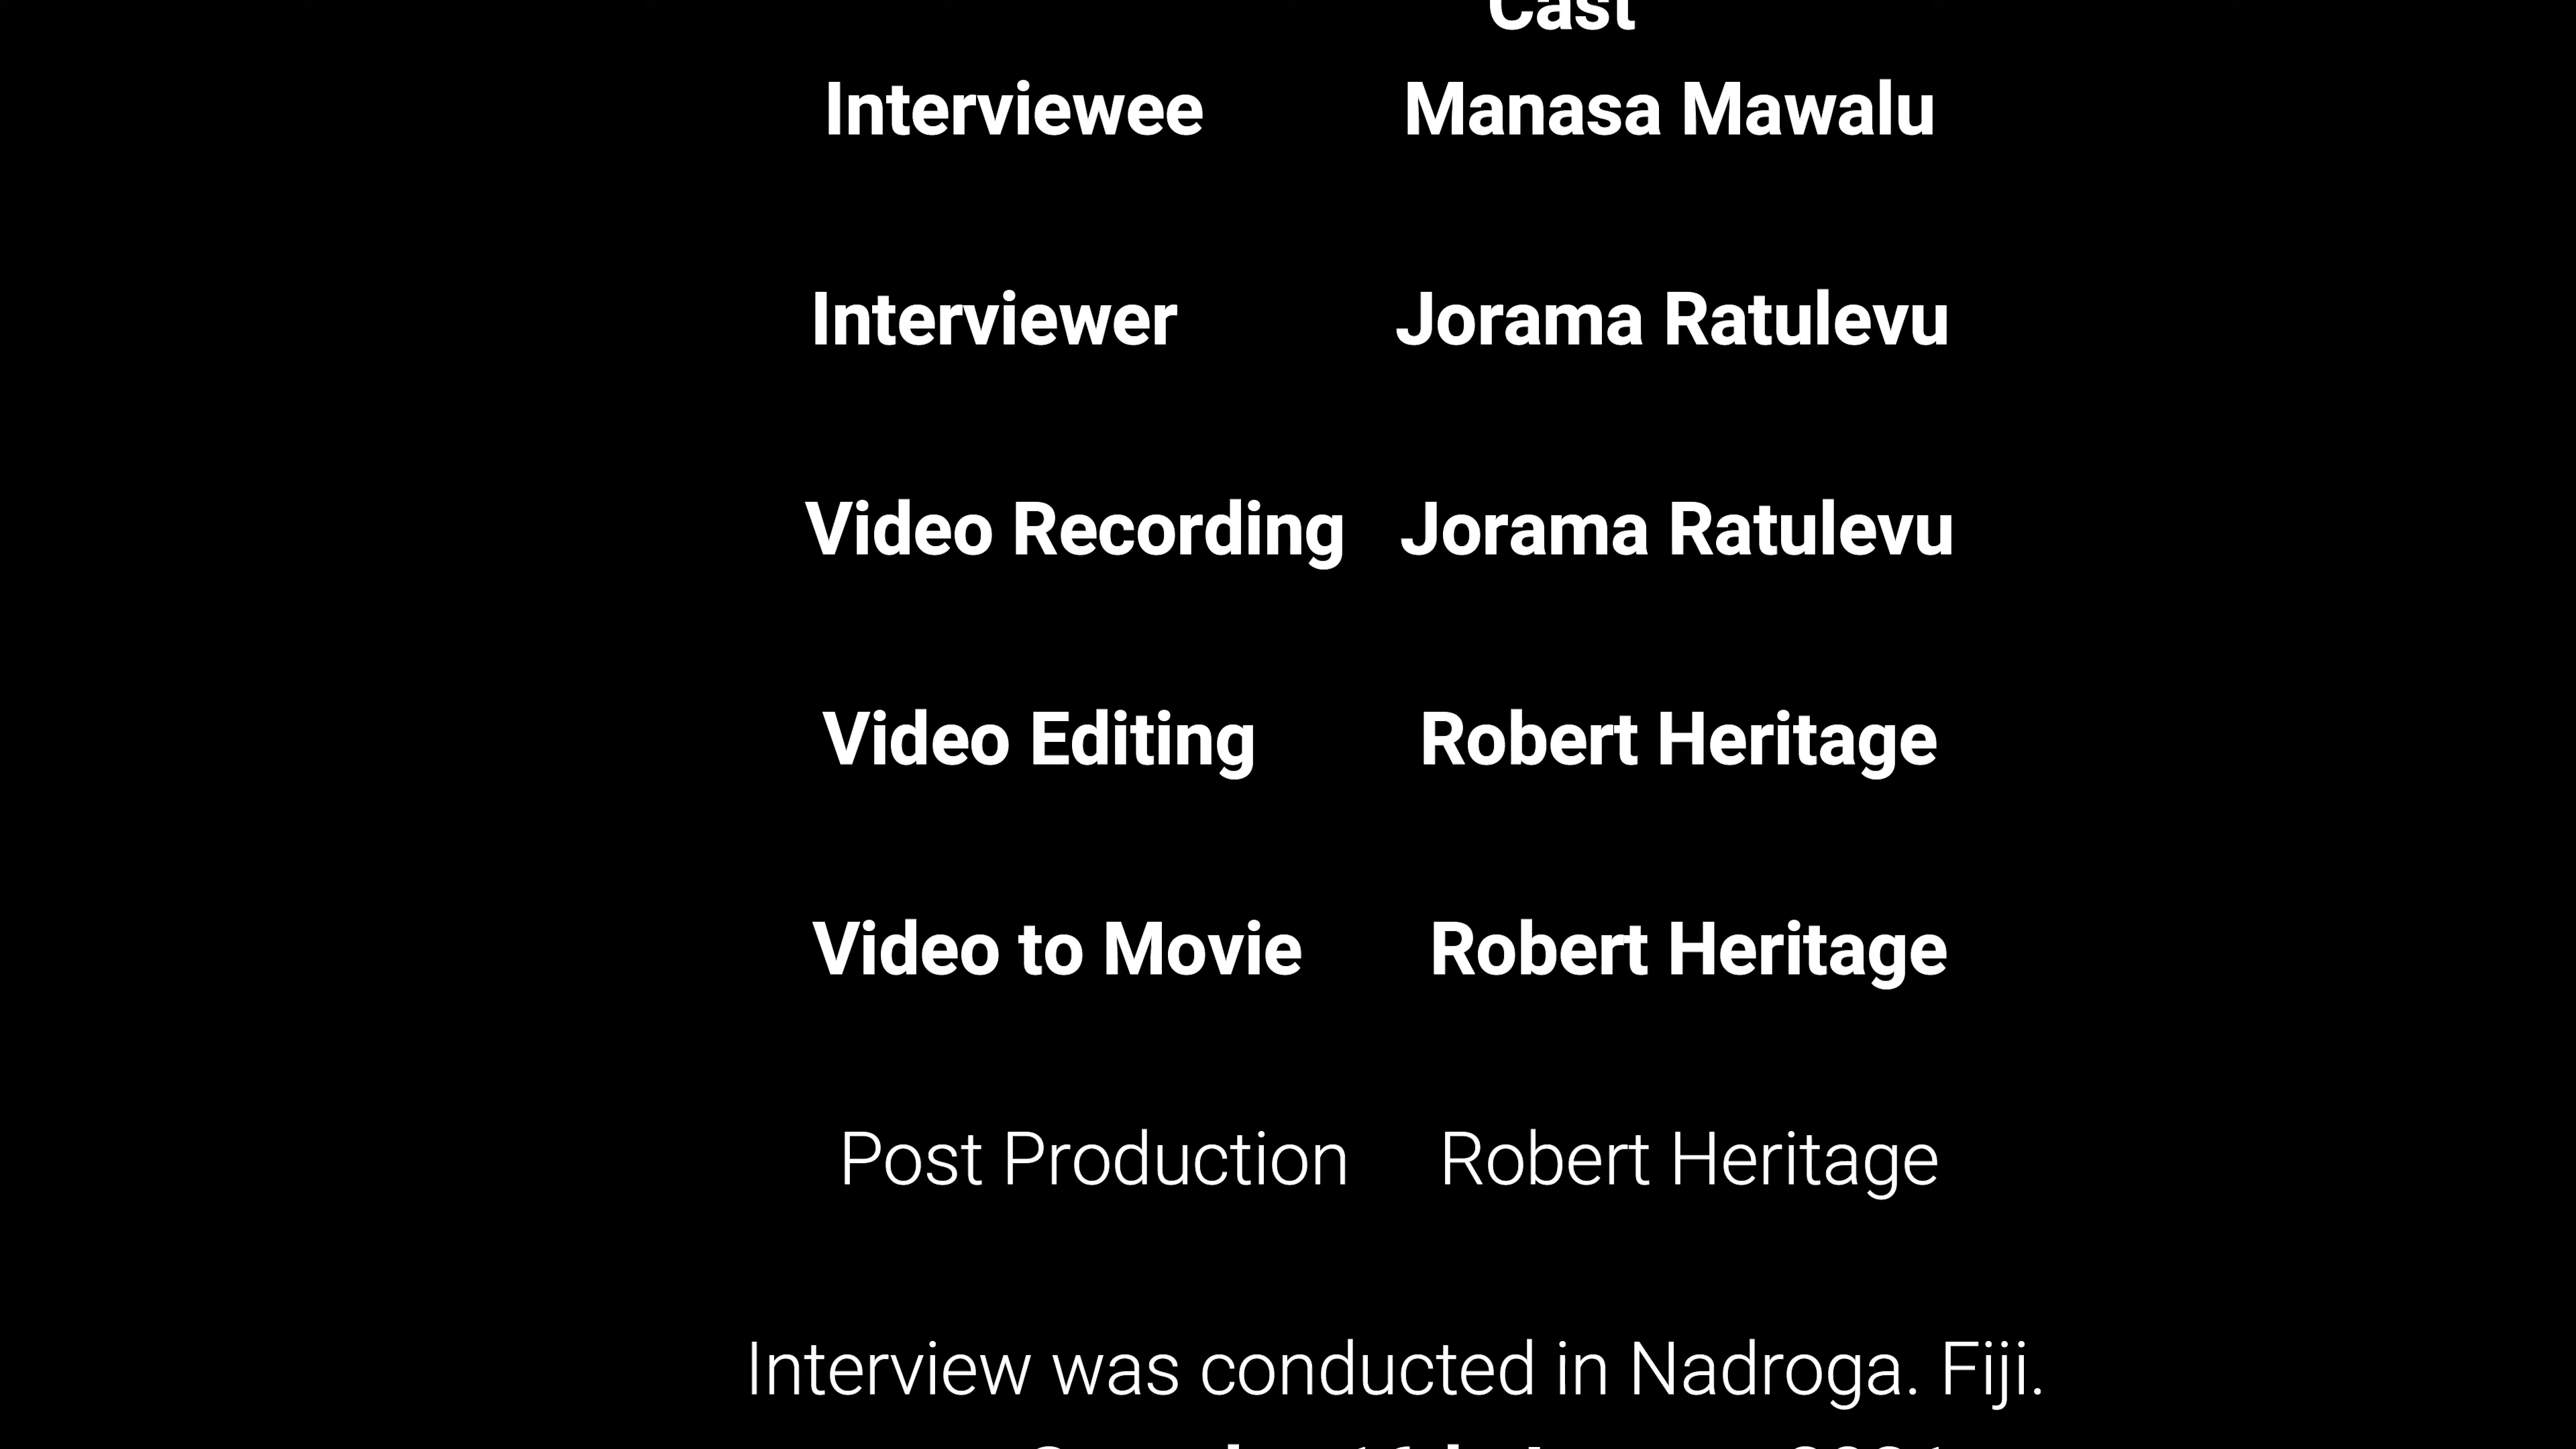 Cast
Interviewee Manasa Mawalu
Interviewer Jorama Ratulevu
Video Recording Jorama Ratulevu
Video Editing Robert Heritage
Video to Movie Robert Heritage
Post Production Robert Heritage
Interview was conducted in Nadroga. Fiji.